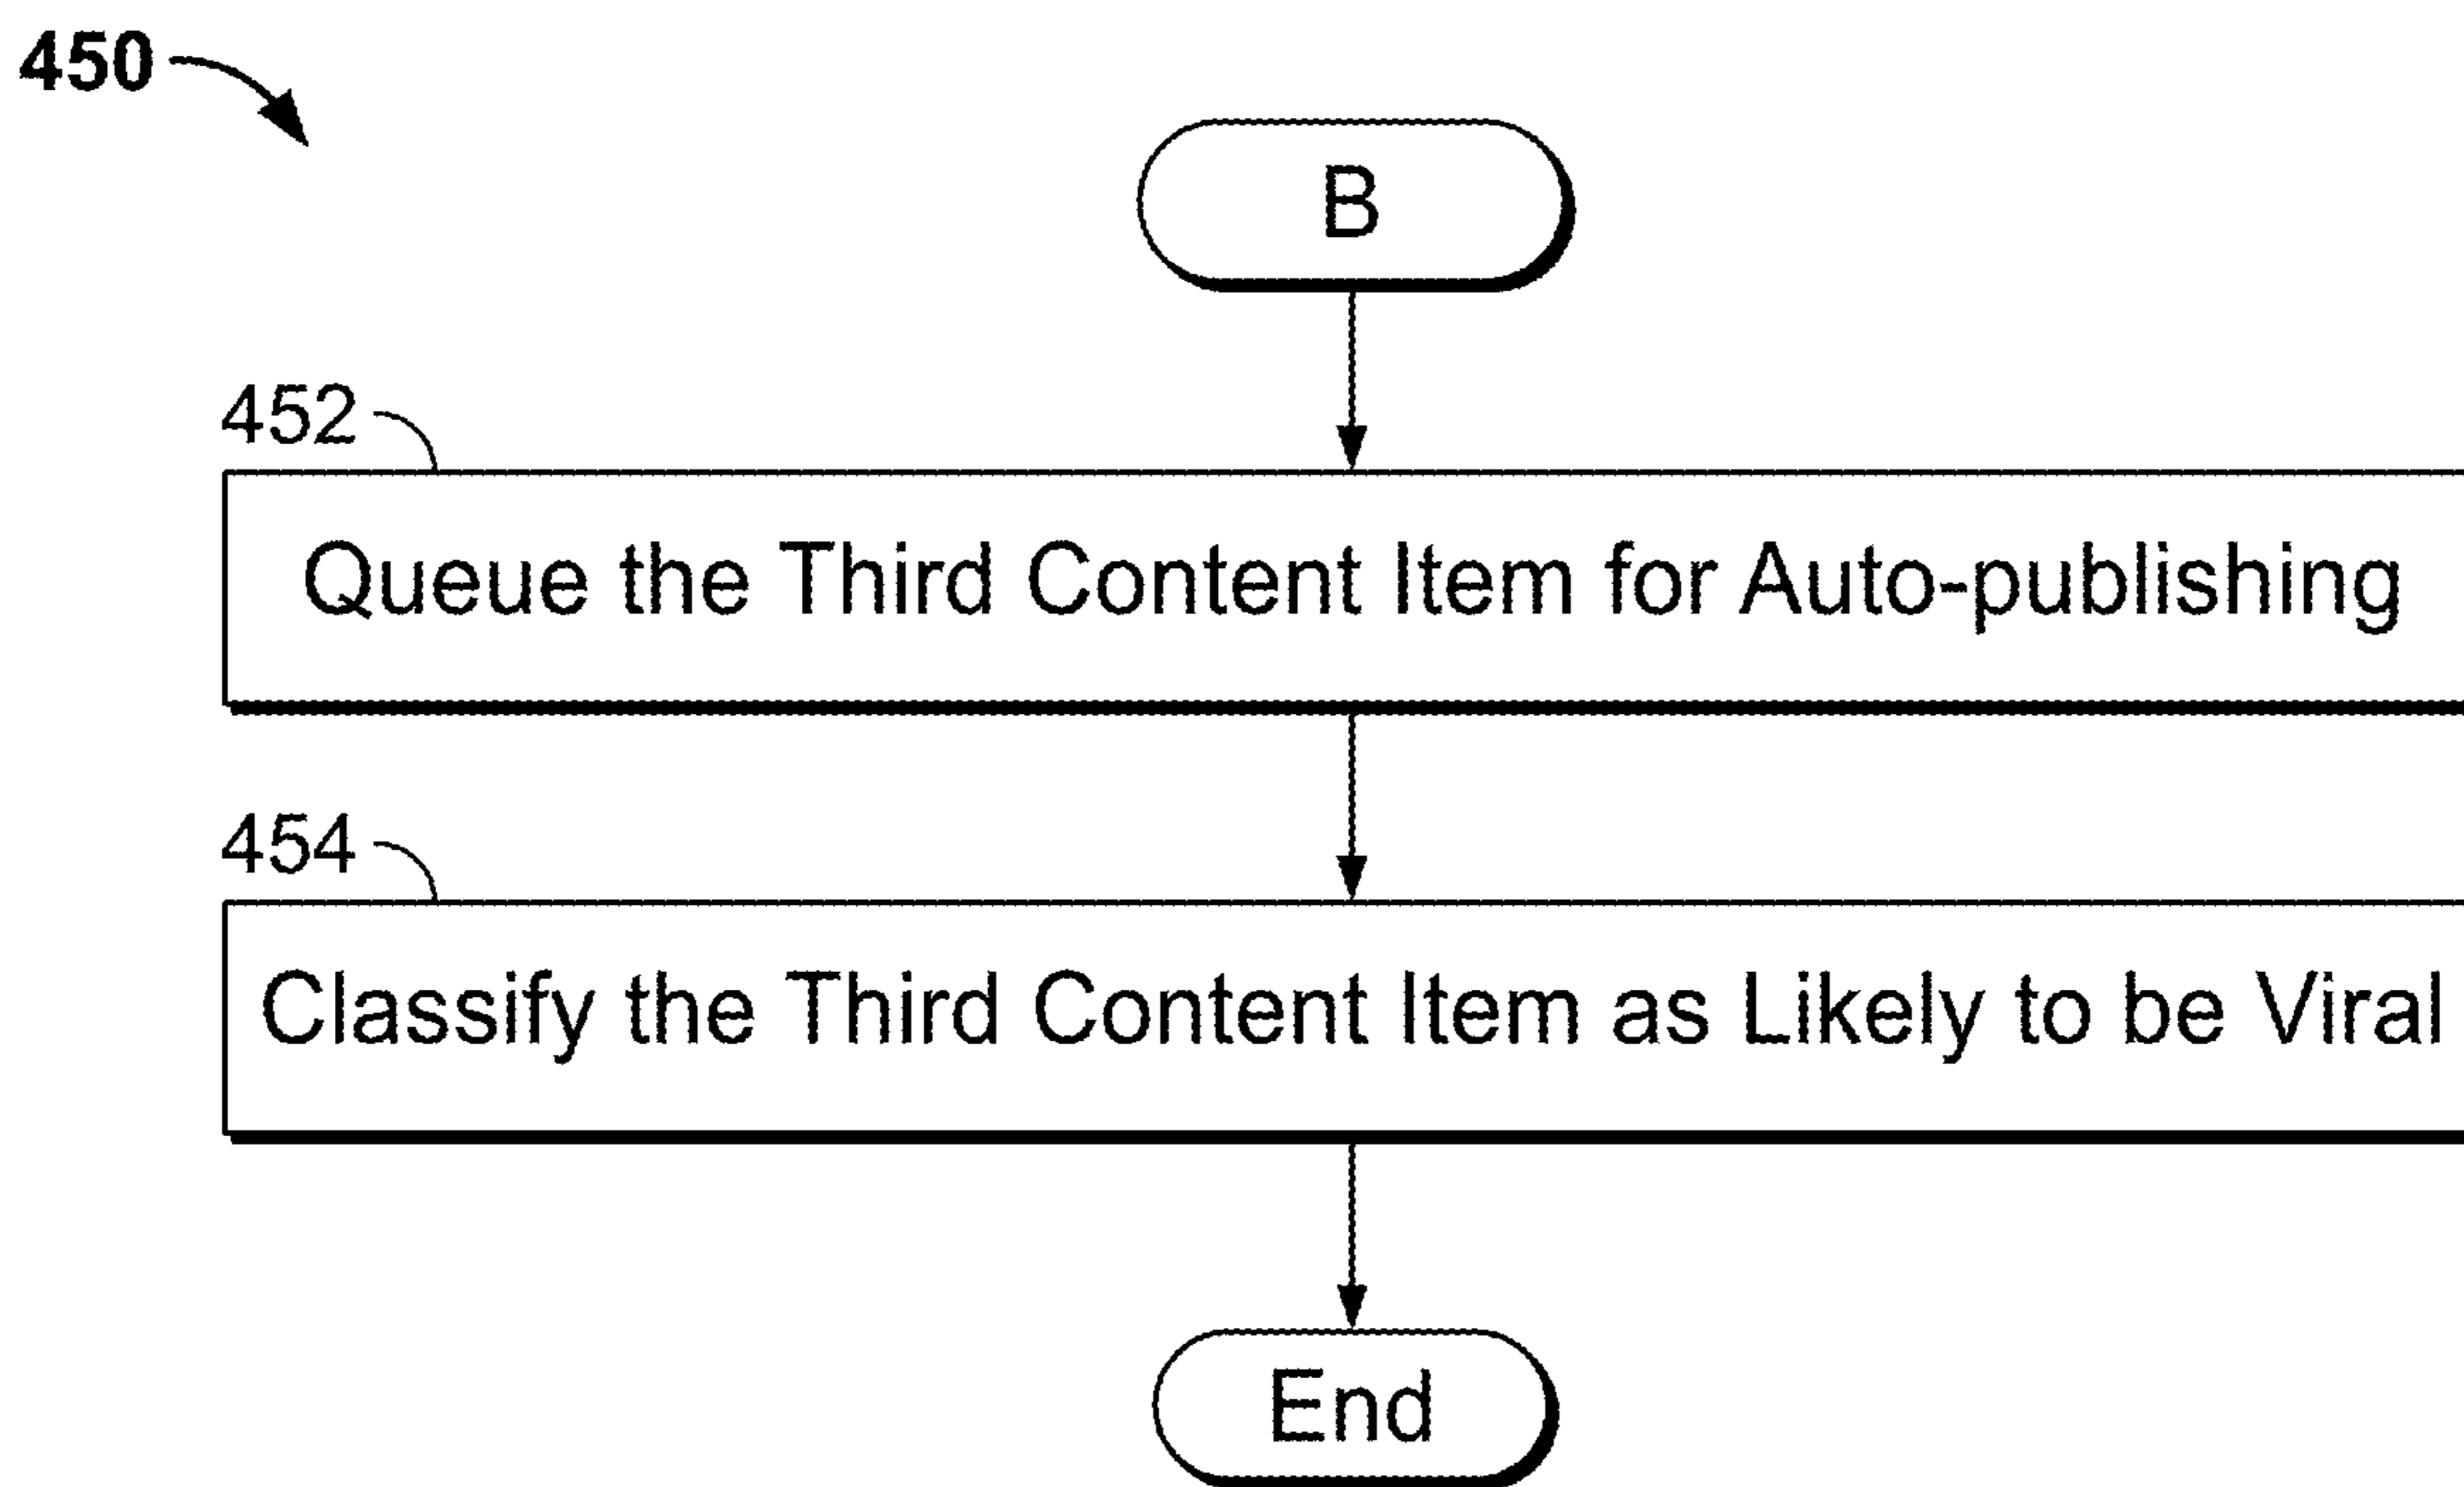 450
B
452
Queue the Third Content Item for Auto-publishing
454
Classify the Third Content Item as Likely to be Viral
End